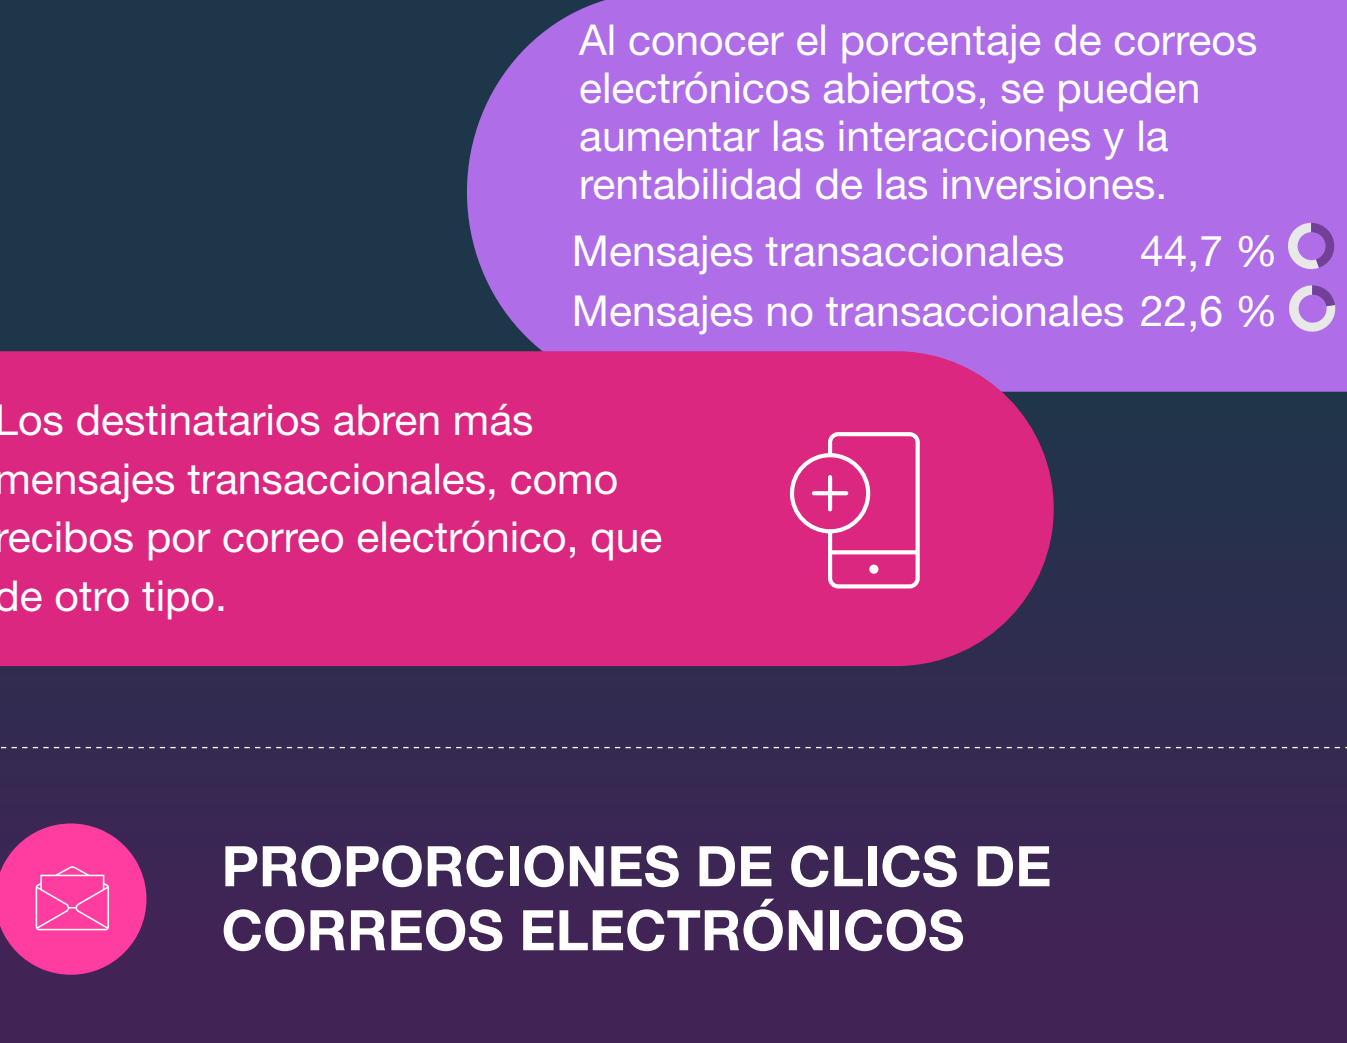 Al conocer el porcentaje de correos
electrónicos abiertos, se pueden
aumentar las interacciones y la
rentabilidad de las inversiones.
Mensajes transaccionales 44,7 %
Mensajes no transaccionales 22,6 %
Los destinatarios abren más
mensajes transaccionales, como
recibos por correo electrónico, que
de otro tipo.
PROPORCIONES DE CLICS DE
CORREOS ELECTRÓNICOS